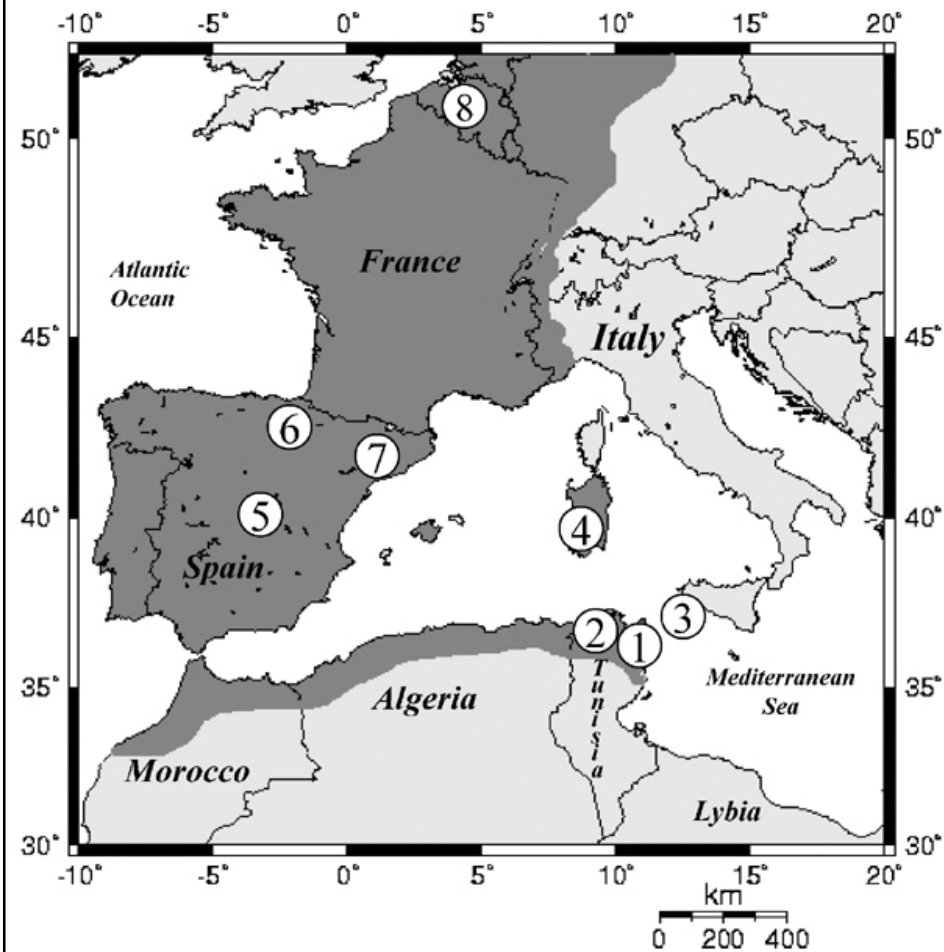 -10° -5° 0° 5° 10° 15° 20°
50° 50°
8
France
Atlantic
Ocean
45° 45°
Italy
6
7
40° 40°
5
4
Spain
3
2
1
35° 35°
Tunisia
Algeria
Mediterranean
Sea
Morocco
Lybia
30° 30°
-10° -5° 0° 5° 10° 15° 20°
km
0 200 400